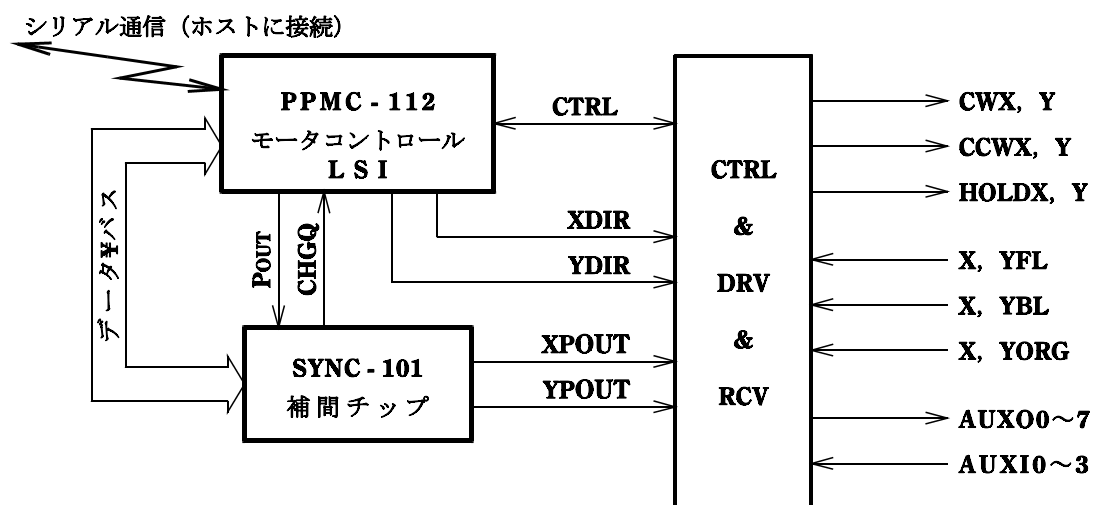 シリアル通信（ホストに接続）
PPMC-112
モータコントロール
LSI
CTRL
XDIR
YDIR
POUT
CHGQ
データ¥バス
SYNC-101
補間チップ
XPOUT
YPOUT
CTRL
&
DRV
&
RCV
CWX, Y
CCWX, Y
HOLDX, Y
X, YFL
X, YBL
X, YORG
AUXO0～7
AUXI0～3